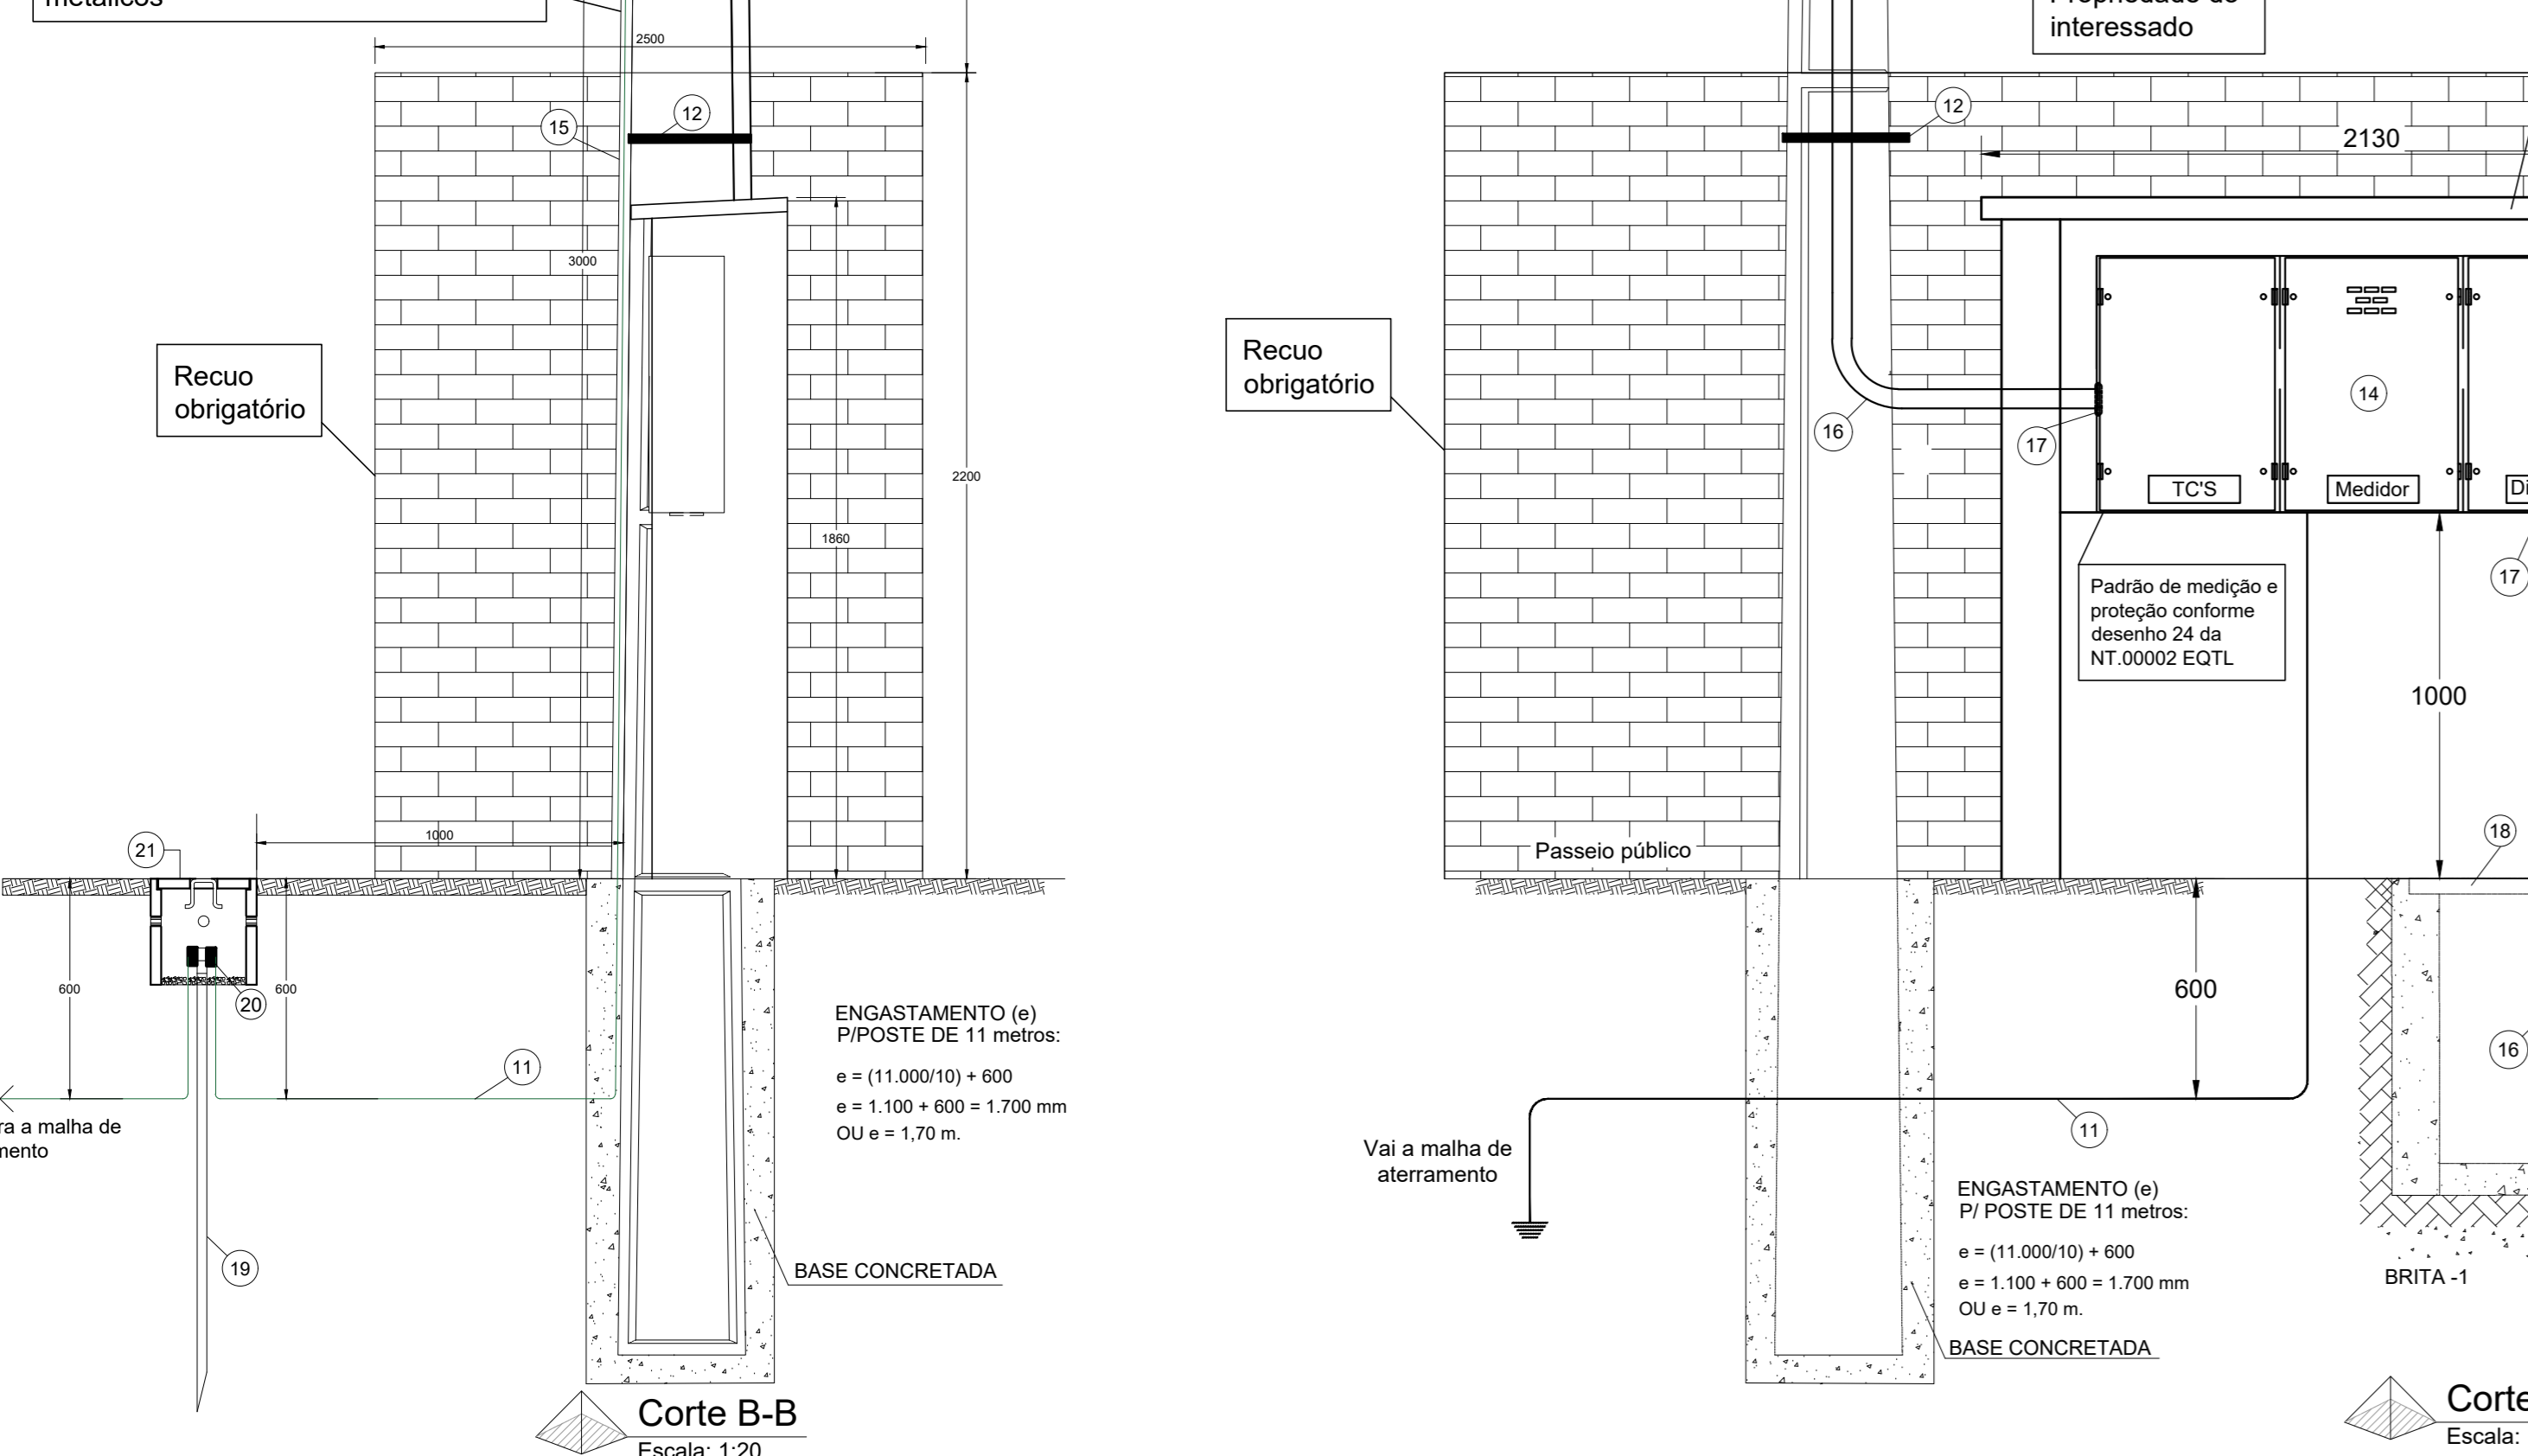 metálicos
2500
15
12
3000
Recuo
obrigatório
2200
1860
21
1000
600
600
20
11
ENGASTAMENTO (e)
P/POSTE DE 11 metros:
e = (11.000/10) + 600
e = 1.100 + 600 = 1.700 mm
OU e = 1,70 m.
a malha de
19
BASE CONCRETADA
Corte B-B
Escala: 1:20
interessado
12
2130
Recuo
obrigatório
14
16
17
TC'S
Medidor
Di
17
Padrão de medição e
proteção conforme
desenho 24 da
NT.00002 EQTL
1000
18
Passeio público
600
16
11
Vai a malha de
aterramento
ENGASTAMENTO (e)
P/ POSTE DE 11 metros:
e = (11.000/10) + 600
e = 1.100 + 600 = 1.700 mm
OU e = 1,70 m.
BRITA -1
BASE CONCRETADA
Corte
Escala: